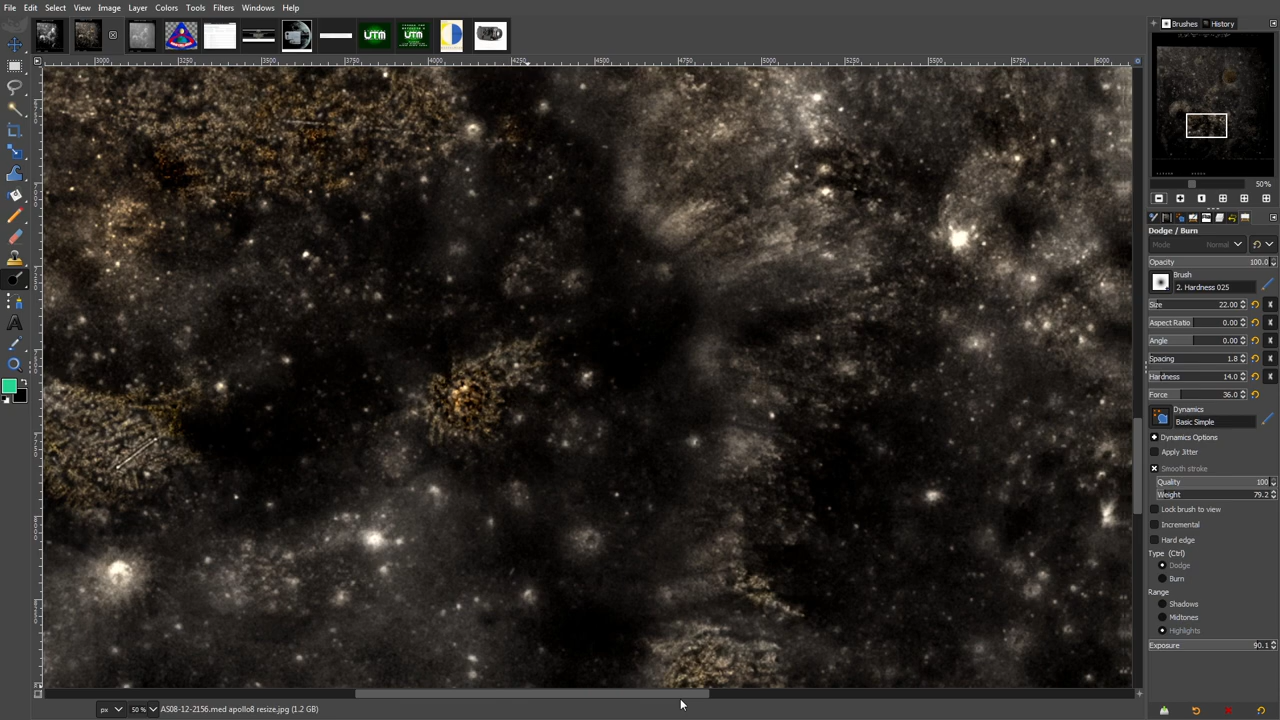 File Edit Select View Image Layer Colors Tools Filters Windows Help
UTM
UTM
Brushes
History
3000 3250 3500 3750 4000 4250 4500 4750 5000 5250 5500 5750 6000
50%
Dodge / Burn
Mode Normal
Opacity 100.0
Brush
2. Hardness 025
Size 22.00
Aspect Ratio 0.00
Angle 0.00
Spacing 1.8
Hardness 14.0
Force 36.0
Dynamics
Basic Simple
Dynamics Options
Apply Jitter
Smooth stroke
Quality 100
Weight 79.2
Lock brush to view
Incremental
Hard edge
Type (Ctrl)
Dodge
Burn
Range
Shadows
Midtones
Highlights
Exposure 90.1
px 50 % AS08-12-2156.med apollo8 resize.jpg (1.2 GB)